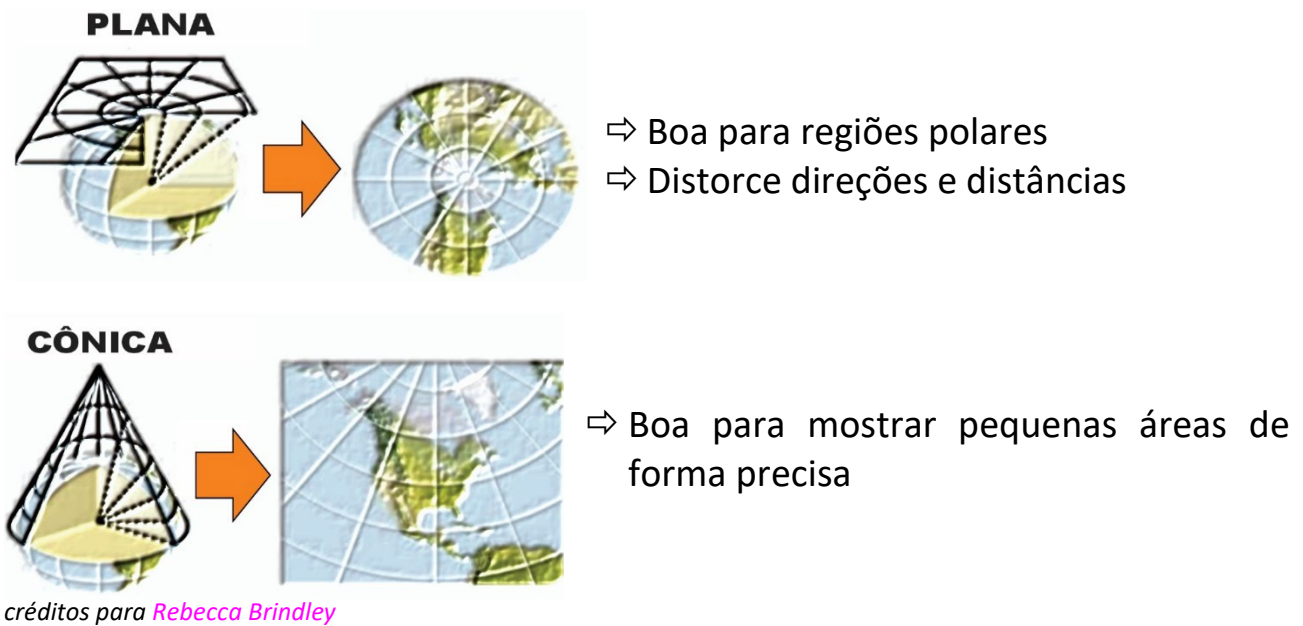 PLANA
⇨ Boa para regiões polares
⇨ Distorce direções e distâncias
CÔNICA
⇨ Boa para mostrar pequenas áreas de
forma precisa
créditos para Rebecca Brindley